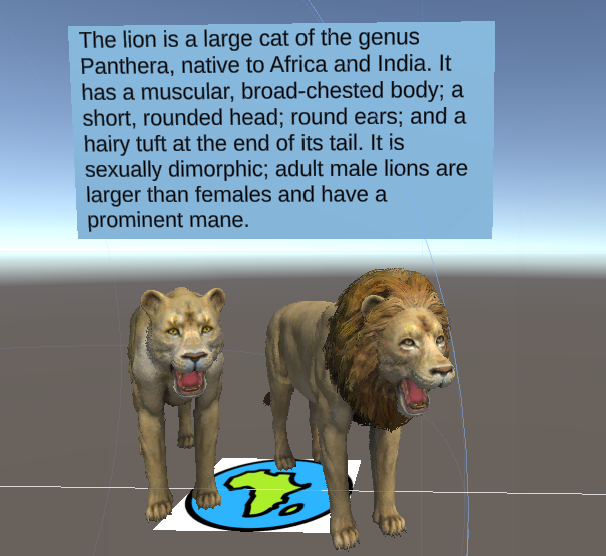 The lion is a large cat of the genus
Panthera, native to Africa and India. It
has a muscular, broad-chested body; a
short, rounded head; round ears; and a
hairy tuft at the end of its tail. It is
sexually dimorphic; adult male lions are
larger than females and have a
prominent mane.